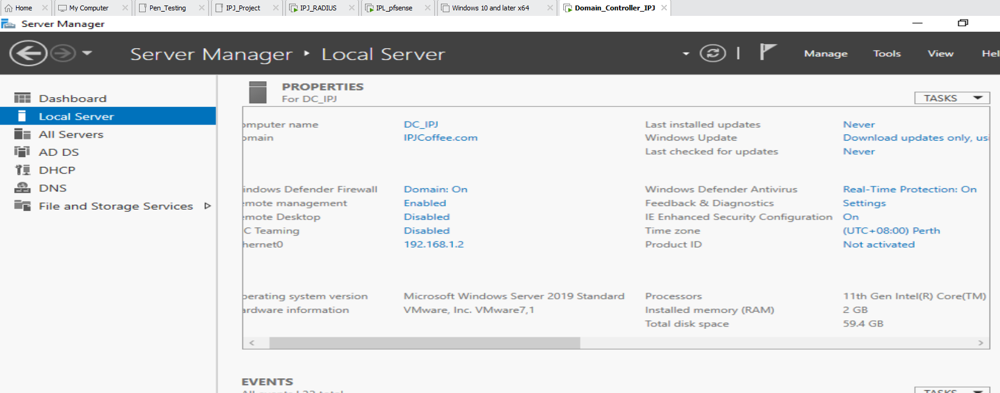 Home My Computer Pen_Testing IPJ_Project IPJ_RADIUS IPL_pfsense Windows 10 and later x64 Domain_Controller_IPJ
Server Manager
Server Manager Local Server Manage Tools View Hel
Dashboard
Local Server
All Servers
AD DS
DHCP
DNS
File and Storage Services
PROPERTIES
For DC_IPJ
TASKS
omputer name DC_IPJ Last installed updates Never
omain IPJCoffee.com Windows Update Download updates only, usi
Last checked for updates Never
indows Defender Firewall Domain: On Windows Defender Antivirus Real-Time Protection: On
emote management Enabled Feedback & Diagnostics Settings
emote Desktop Disabled IE Enhanced Security Configuration On
C Teaming Disabled Time zone (UTC+08:00) Perth
hernet0 192.168.1.2 Product ID Not activated
perating system version Microsoft Windows Server 2019 Standard Processors 11th Gen Intel(R) Core(TM)
ardware information VMware, Inc. VMware7,1 Installed memory (RAM) 2 GB
Total disk space 59.4 GB
EVENTS
All events | 23 total
TASKS